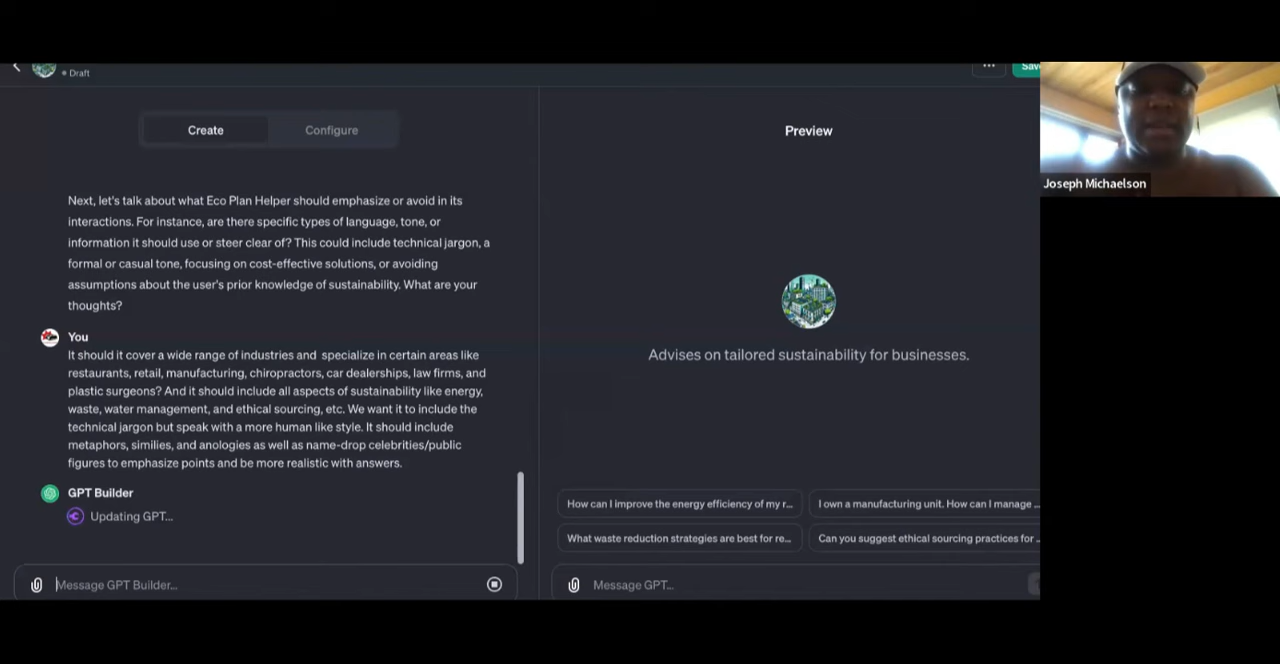 Draft
Save
Create
Configure
Preview
Joseph Michaelson
Next, let's talk about what Eco Plan Helper should emphasize or avoid in its
interactions. For instance, are there specific types of language, tone, or
information it should use or steer clear of? This could include technical jargon, a
formal or casual tone, focusing on cost-effective solutions, or avoiding
assumptions about the user's prior knowledge of sustainability. What are your
thoughts?
You
It should it cover a wide range of industries and  specialize in certain areas like
restaurants, retail, manufacturing, chiropractors, car dealerships, law firms, and
plastic surgeons? And it should include all aspects of sustainability like energy,
waste, water management, and ethical sourcing, etc. We want it to include the
technical jargon but speak with a more human like style. It should include
metaphors, similies, and anologies as well as name-drop celebrities/public
figures to emphasize points and be more realistic with answers.
GPT Builder
Updating GPT...
Message GPT Builder...
Advises on tailored sustainability for businesses.
How can I improve the energy efficiency of my r...
I own a manufacturing unit. How can I manage ...
What waste reduction strategies are best for re...
Can you suggest ethical sourcing practices for ...
Message GPT...